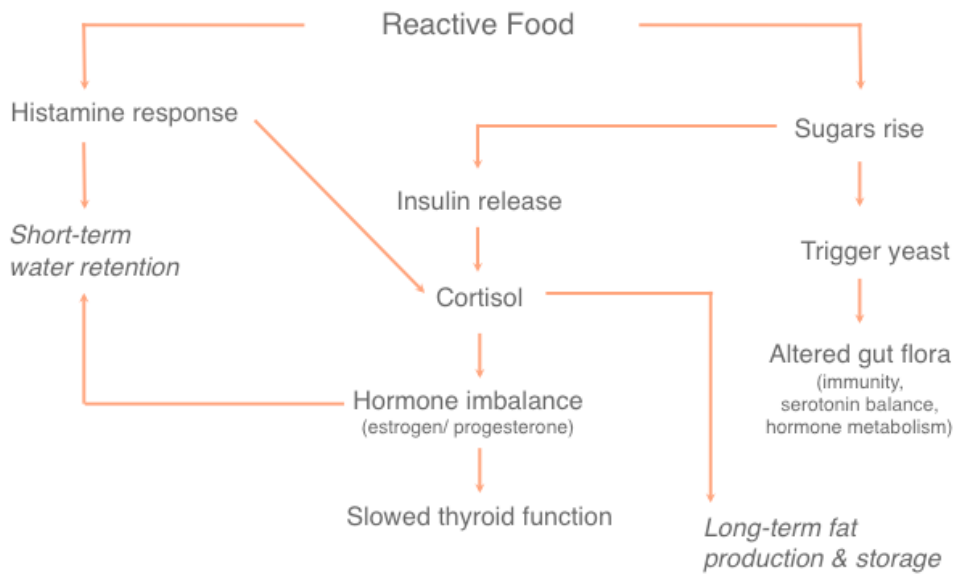 Reactive Food
Histamine response
Sugars rise
Insulin release
Short-term
water retention
Trigger yeast
Cortisol
Altered gut flora
(immunity,
serotonin balance,
hormone metabolism)
Hormone imbalance
(estrogen/ progesterone)
Slowed thyroid function
Long-term fat
production & storage